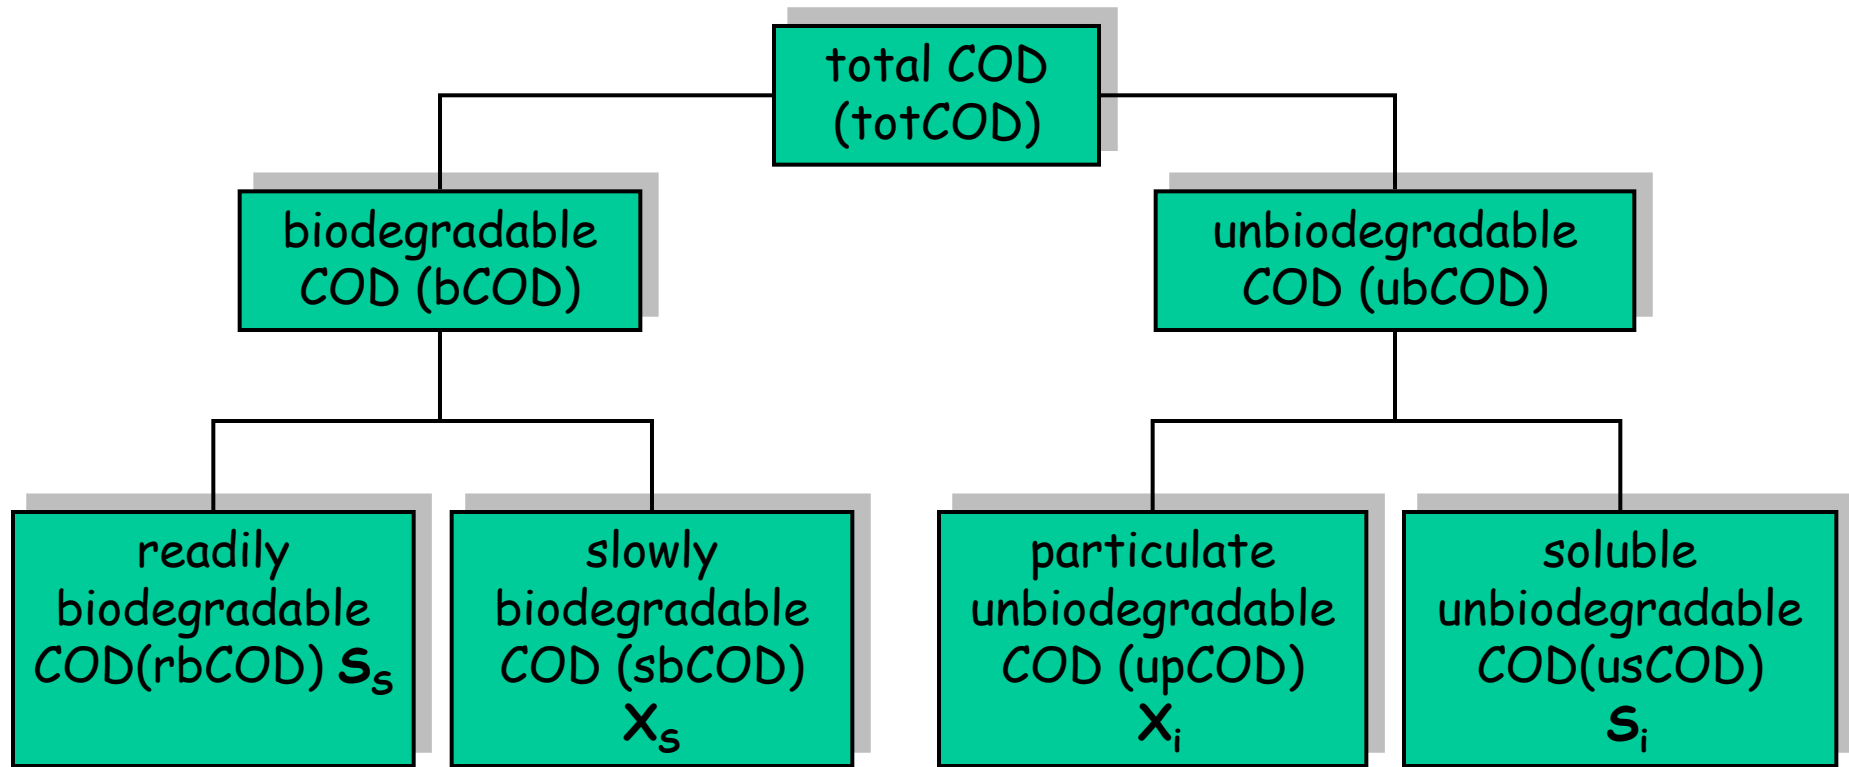 total COD
(totCOD)
biodegradable
COD (bCOD)
unbiodegradable
COD (ubCOD)
readily
biodegradable
COD(rbCOD) Ss
slowly
biodegradable
COD (sbCOD)
Xs
particulate
unbiodegradable
COD (upCOD)
Xi
soluble
unbiodegradable
COD(usCOD)
Si